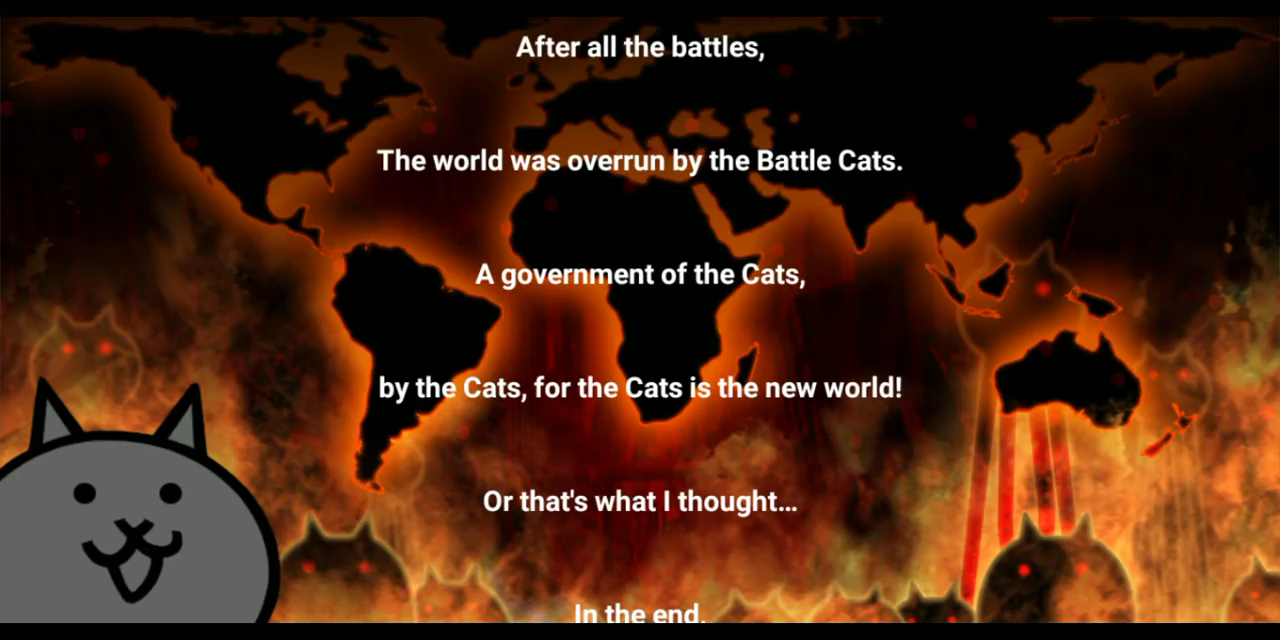 After all the battles,
The world was overrun by the Battle Cats.
A government of the Cats,
by the Cats, for the Cats is the new world!
Or that's what I thought...
In the end,